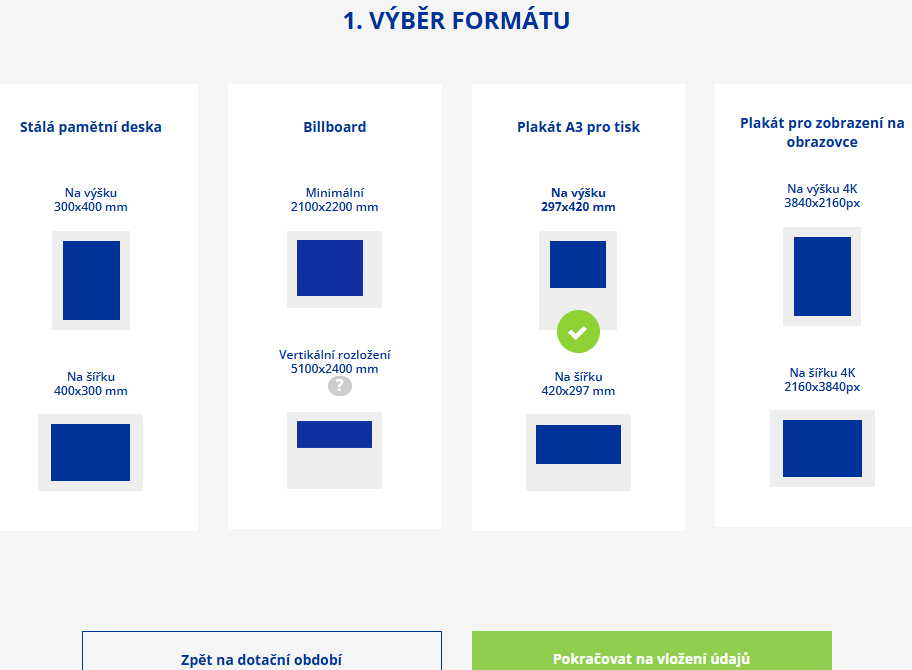 1. VÝBĚR FORMÁTU
Stálá pamětní deska
Na výšku
300x400 mm
Na šířku
400x300 mm
Billboard
Minimální
2100x2200 mm
Vertikální rozložení
5100x2400 mm
?
Plakát A3 pro tisk
Na výšku
297x420 mm
Na šířku
420x297 mm
Plakát pro zobrazení na
obrazovce
Na výšku 4K
3840x2160px
Na šířku 4K
2160x3840px
Zpět na dotační období
Pokračovat na vložení údajů